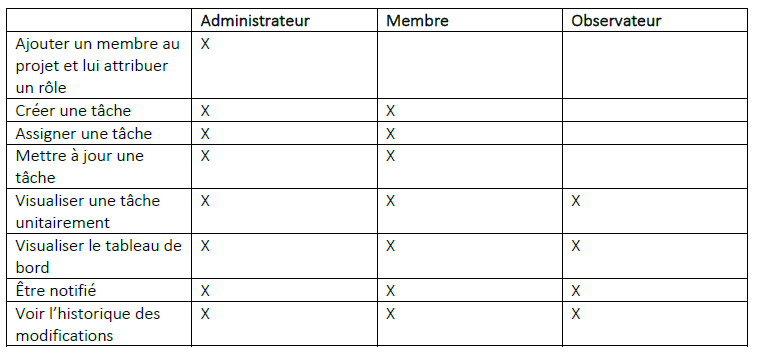 Administrateur Membre Observateur
Ajouter un membre au X
projet et lui attribuer
un rôle
Créer une tâche X X
Assigner une tâche X X
Mettre à jour une X X
tâche
Visualiser une tâche X X X
unitairement
Visualiser le tableau de X X X
bord
Être notifié X X X
Voir l’historique des X X X
modifications